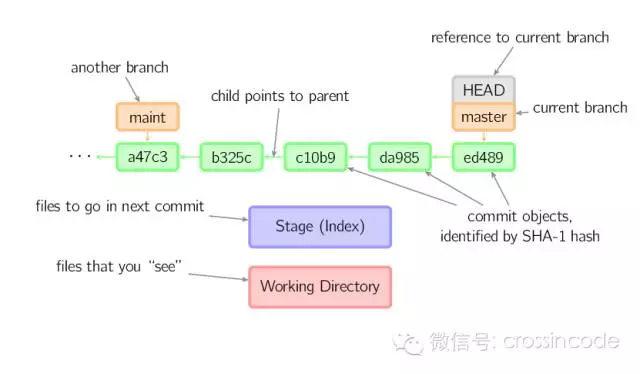 reference to current branch
another branch
HEAD
child points to parent
maint
master
current branch
···
a47c3
b325c
c10b9
da985
ed489
files to go in next commit
Stage (Index)
commit objects,
identified by SHA-1 hash
files that you “see”
Working Directory
微信号: crossincode